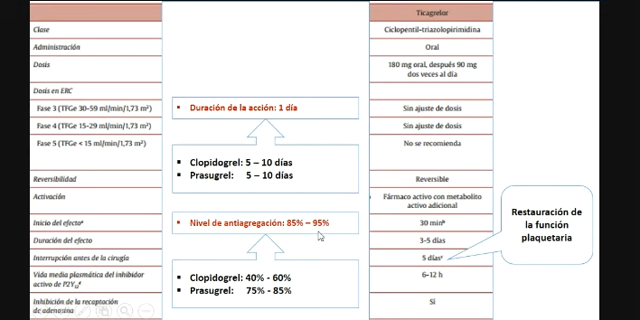 Ticagrelor
Clase
Ciclopentil-triazolopirimidina
Administración
Oral
Dosis
180 mg oral, después 90 mg
dos veces al día
Dosis en ERC
Fase 3 (TFGe 30–59 ml/min/1,73 m²)
Sin ajuste de dosis
Fase 4 (TFGe 15–29 ml/min/1,73 m²)
Sin ajuste de dosis
Fase 5 (TFGe < 15 ml/min/1,73 m²)
No se recomienda
Reversibilidad
Reversible
Activación
Fármaco activo con metabolito
activo adicional
Inicio del efectoᵃ
30 minᵇ
Duración del efecto
3–5 días
Interrupción antes de la cirugía
5 díasᶜ
Vida media plasmática del inhibidor
activo de P2Y₁₂ᵈ
6–12 h
Inhibición de la recaptación
de adenosina
Sí
▪ Duración de la acción: 1 día
▪ Clopidogrel: 5 – 10 días
▪ Prasugrel: 5 – 10 días
▪ Nivel de antiagregación: 85% – 95%
▪ Clopidogrel: 40% - 60%
▪ Prasugrel: 75% - 85%
Restauración de
la función
plaquetaria